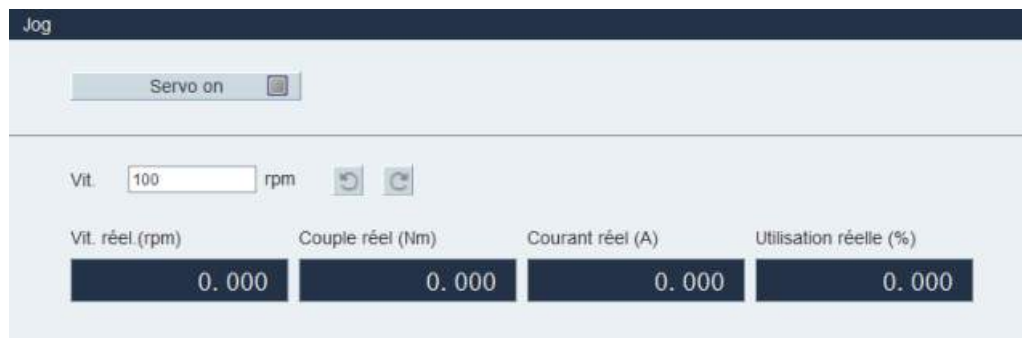 Jog
Servo on
Vit. 100 rpm
Vit. réel.(rpm) Couple réel (Nm) Courant réel (A) Utilisation réelle (%)
0.000 0.000 0.000 0.000